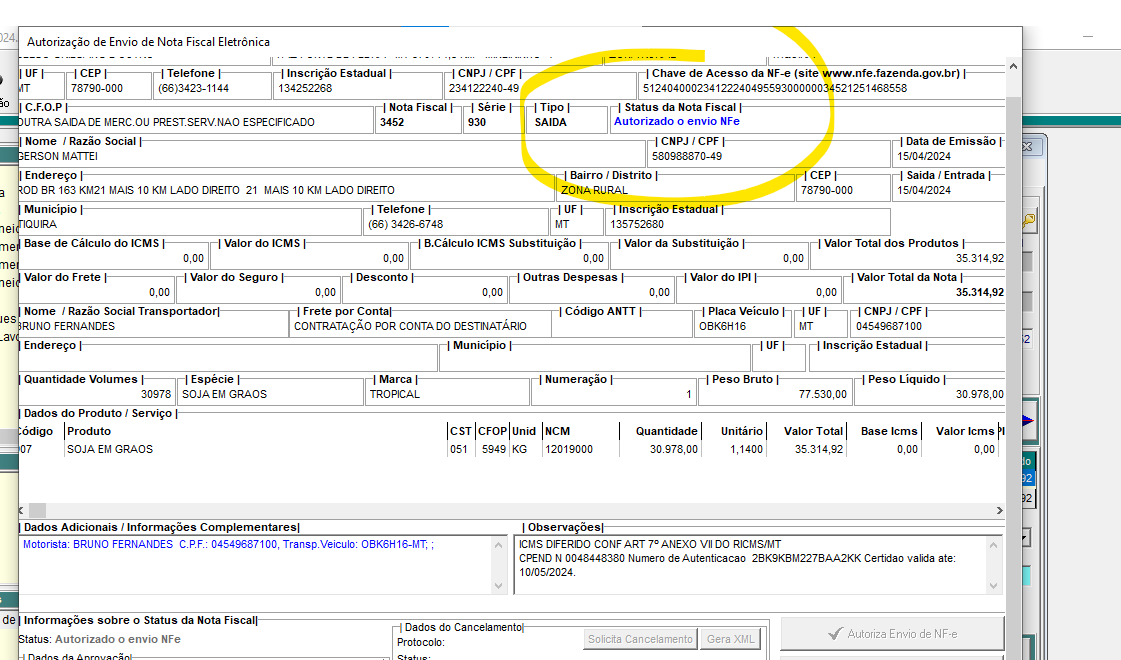 Autorização de Envio de Nota Fiscal Eletrônica
UF | | CEP | | Telefone | | Inscrição Estadual | | CNPJ / CPF | | Chave de Acesso da NF-e (site www.nfe.fazenda.gov.br) |
MT 78790-000 (66)3423-1144 134252268 234122240-49
| C.F.O.P | | Nota Fiscal | | Série | | Tipo | | Status da Nota Fiscal |
OUTRA SAIDA DE MERC.OU PREST.SERV.NAO ESPECIFICADO 3452 930 SAIDA Autorizado o envio NFe
| Nome / Razão Social | | CNPJ / CPF | | Data de Emissão |
GERSON MATTEI 580988870-49 15/04/2024
| Endereço | | Bairro / Distrito | | CEP | | Saida / Entrada |
ROD BR 163 KM21 MAIS 10 KM LADO DIREITO 21 MAIS 10 KM LADO DIREITO ZONA RURAL 78790-000 15/04/2024
| Município | | Telefone | | UF | | Inscrição Estadual |
ITIQUIRA (66) 3426-6748 MT 135752680
Base de Cálculo do ICMS | | Valor do ICMS | | B.Cálculo ICMS Substituição | | Valor da Substituição | | Valor Total dos Produtos |
0,00 0,00 0,00 0,00 35.314,92
| Valor do Frete | | Valor do Seguro | | Desconto | | Outras Despesas | | Valor do IPI | | Valor Total da Nota |
0,00 0,00 0,00 0,00 0,00 35.314,92
| Nome / Razão Social Transportador| | Frete por Conta| | Código ANTT | | Placa Veículo | | UF | | CNPJ / CPF |
BRUNO FERNANDES CONTRATAÇÃO POR CONTA DO DESTINATÁRIO OBK6H16 MT 04549687100
| Endereço | | Município | | UF | | Inscrição Estadual |
| Quantidade Volumes | | Espécie | | Marca | | Numeração | | Peso Bruto | | Peso Líquido |
30978 SOJA EM GRAOS TROPICAL 1 77.530,00 30.978,00
| Dados do Produto / Serviço |
Código Produto CST CFOP Unid NCM Quantidade Unitário Valor Total Base Icms Valor Icms
007 SOJA EM GRAOS 051 5949 KG 12019000 30.978,00 1,1400 35.314,92 0,00 0,00
| Dados Adicionais / Informações Complementares| | Observações|
Motorista: BRUNO FERNANDES C.P.F.: 04549687100, Transp.Veiculo: OBK6H16-MT; ;
ICMS DIFERIDO CONF ART 7º ANEXO VII DO RICMS/MT
CPEND N 0048448380 Numero de Autenticacao 2BK9KBM227BAA2KK Certidao valida ate:
10/05/2024.
| Informações sobre o Status da Nota Fiscal|
Status: Autorizado o envio NFe
| Dados do Cancelamento|
Protocolo:
Solicita Cancelamento Gera XML Autoriza Envio de NF-e
| Dados da Aprovação|
Status: